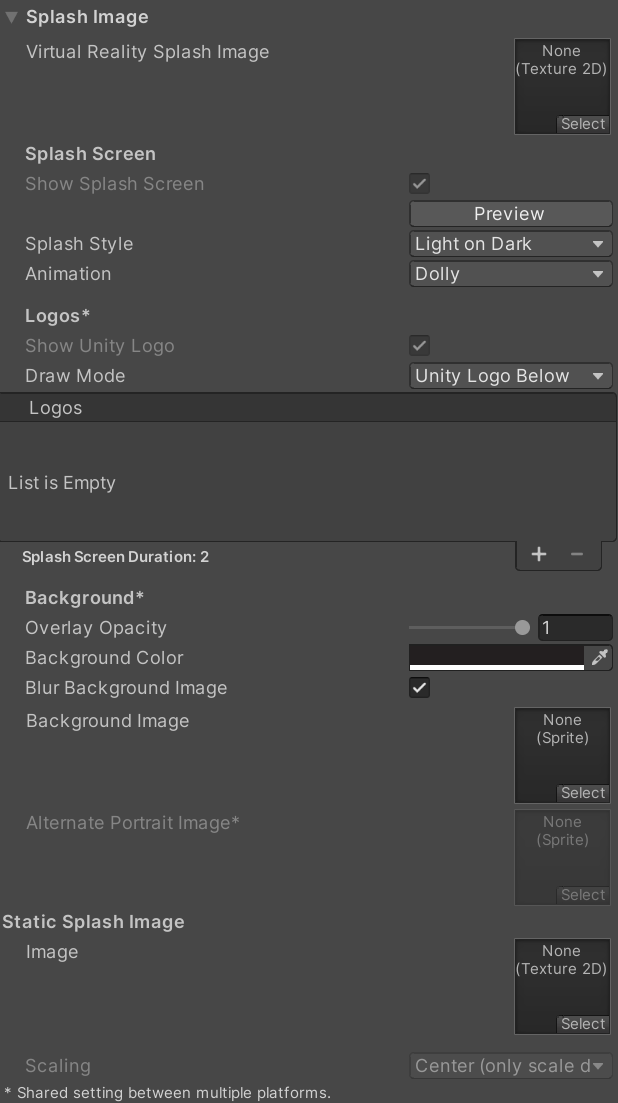 Splash Image
Virtual Reality Splash Image
None
(Texture 2D)
Select
Splash Screen
Show Splash Screen
Preview
Splash Style
Light on Dark
Animation
Dolly
Logos*
Show Unity Logo
Draw Mode
Unity Logo Below
Logos
List is Empty
Splash Screen Duration: 2
Background*
Overlay Opacity
1
Background Color
Blur Background Image
Background Image
None
(Sprite)
Select
Alternate Portrait Image*
None
(Sprite)
Select
Static Splash Image
Image
None
(Texture 2D)
Select
Scaling
Center (only scale d
* Shared setting between multiple platforms.